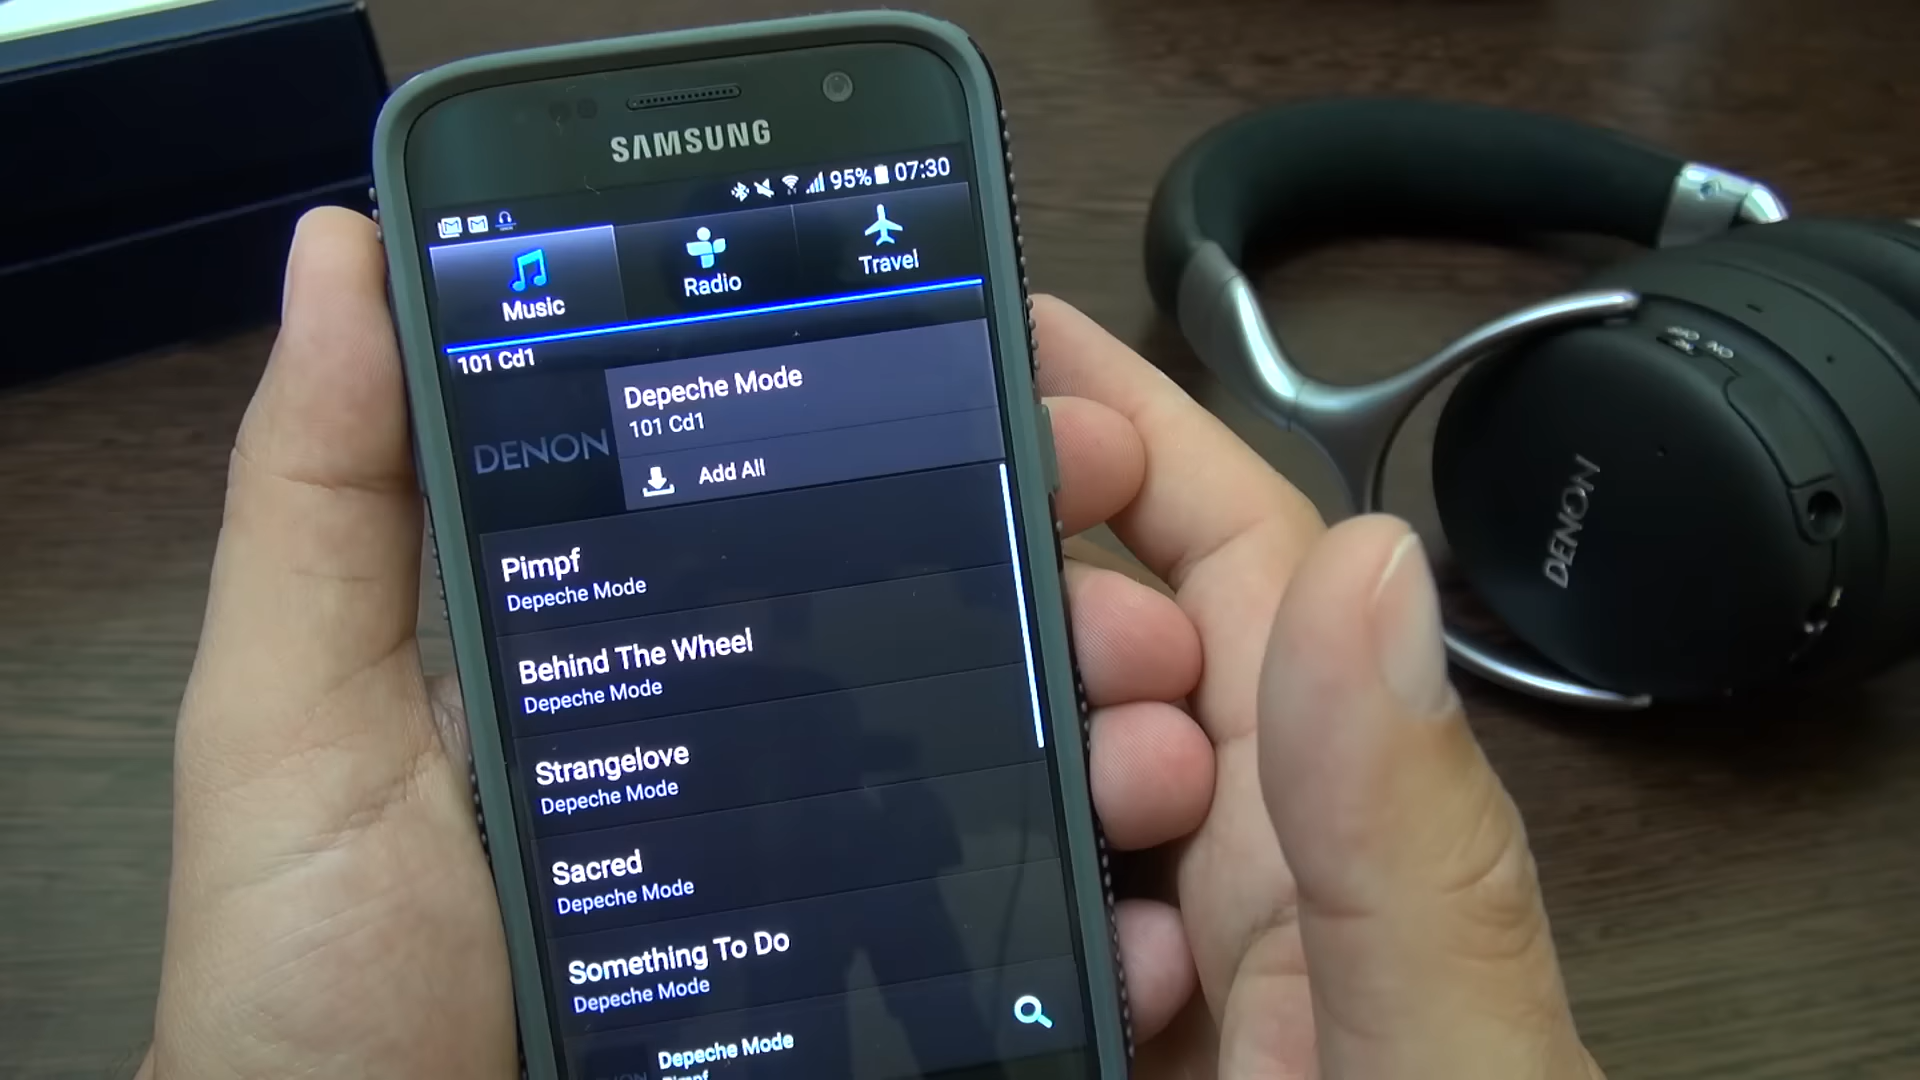 SAMSUNG
95% 07:30
Music
Radio
Travel
101 Cd1
DENON
Depeche Mode
101 Cd1
Add All
Pimpf
Depeche Mode
Behind The Wheel
Depeche Mode
Strangelove
Depeche Mode
Sacred
Depeche Mode
Something To Do
Depeche Mode
Depeche Mode
Pimpf
DENON